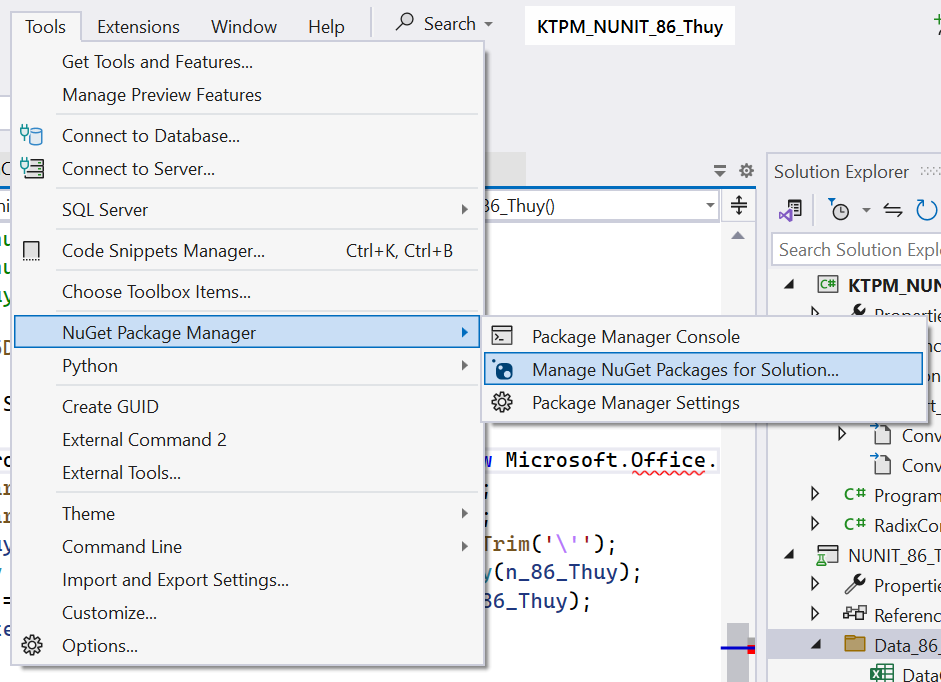 Tools Extensions Window Help Search KTPM_NUNIT_86_Thuy
Get Tools and Features...
Manage Preview Features
Connect to Database...
Connect to Server...
SQL Server
Code Snippets Manager... Ctrl+K, Ctrl+B
Choose Toolbox Items...
NuGet Package Manager
Python
Create GUID
External Command 2
External Tools...
Theme
Command Line
Import and Export Settings...
Customize...
Options...
Package Manager Console
Manage NuGet Packages for Solution...
Package Manager Settings
86_Thuy()
w Microsoft.Office.
;
;
Trim('\'');
y(n_86_Thuy);
86_Thuy);
Solution Explorer
Search Solution Expl
C# KTPM_NUN
Properti
Conv
Conv
C# Program
C# RadixCon
NUNIT_86_T
Propertie
Referenc
Data_86_
Data